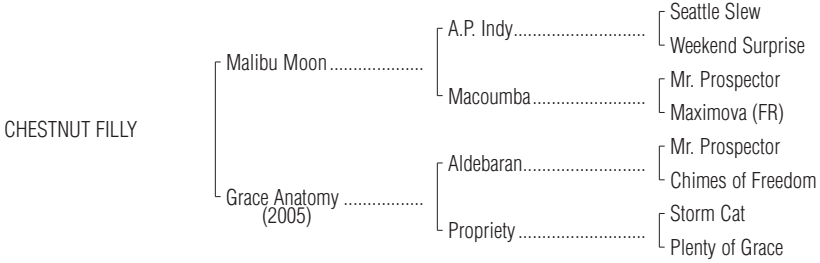 Seattle Slew
A.P. Indy..............................
Weekend Surprise
Malibu Moon .....................
Mr. Prospector
Macoumba..........................
Maximova (FR)
CHESTNUT FILLY
Mr. Prospector
Aldebaran............................
Chimes of Freedom
Grace Anatomy ..................
(2005)
Storm Cat
Propriety .............................
Plenty of Grace